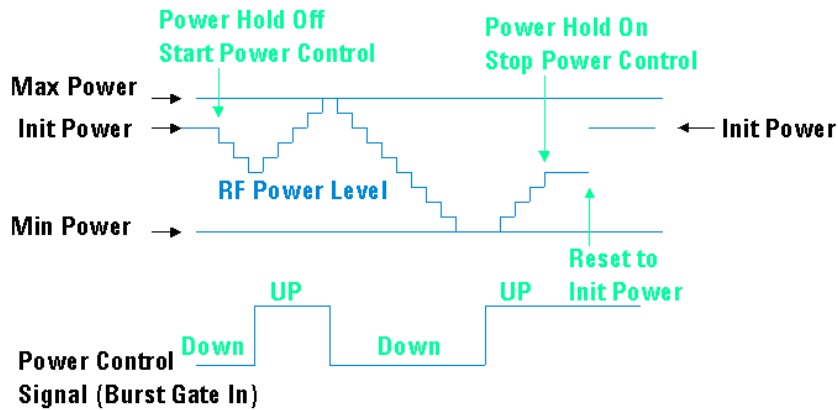 Power Hold Off
Start Power Control
Power Hold On
Stop Power Control
Max Power
Init Power
Init Power
RF Power Level
Min Power
Reset to
Init Power
UP
UP
Down
Down
Power Control
Signal (Burst Gate In)